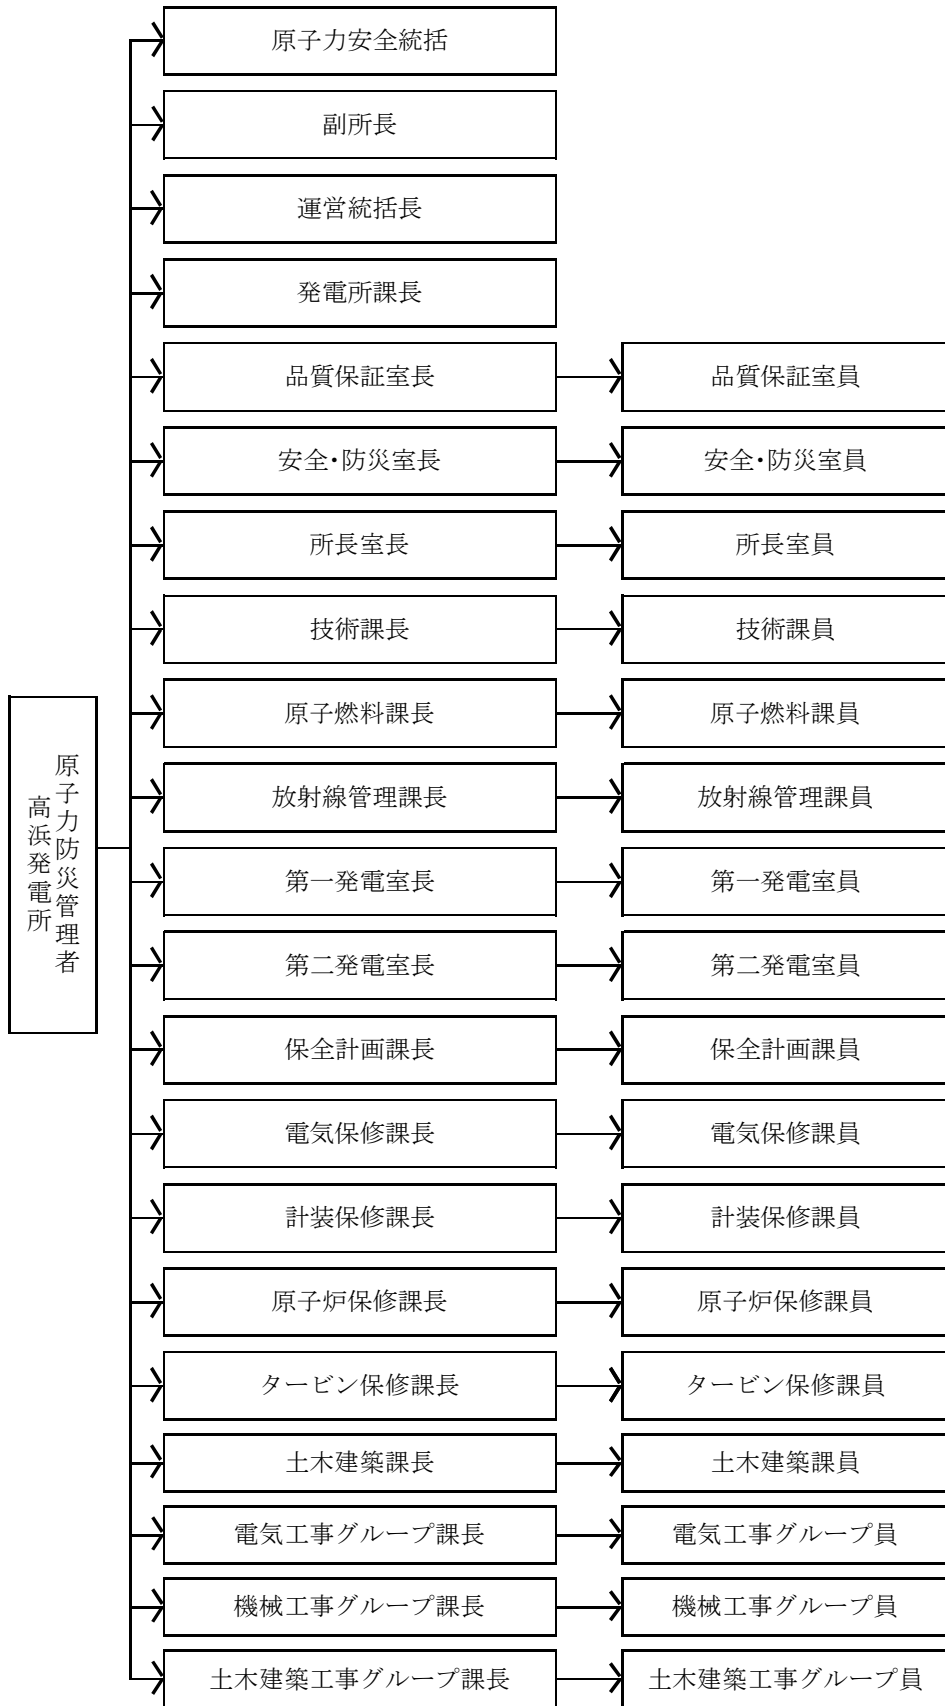 原子力安全統括
副所長
運営統括長
発電所課長
品質保証室長
品質保証室員
安全・防災室長
安全・防災室員
所長室長
所長室員
技術課長
技術課員
原子燃料課長
原子燃料課員
放射線管理課長
放射線管理課員
高浜発電所
原子力防災管理者
第一発電室長
第一発電室員
第二発電室長
第二発電室員
保全計画課長
保全計画課員
電気保修課長
電気保修課員
計装保修課長
計装保修課員
原子炉保修課長
原子炉保修課員
タービン保修課長
タービン保修課員
土木建築課長
土木建築課員
電気工事グループ課長
電気工事グループ員
機械工事グループ課長
機械工事グループ員
土木建築工事グループ課長
土木建築工事グループ員